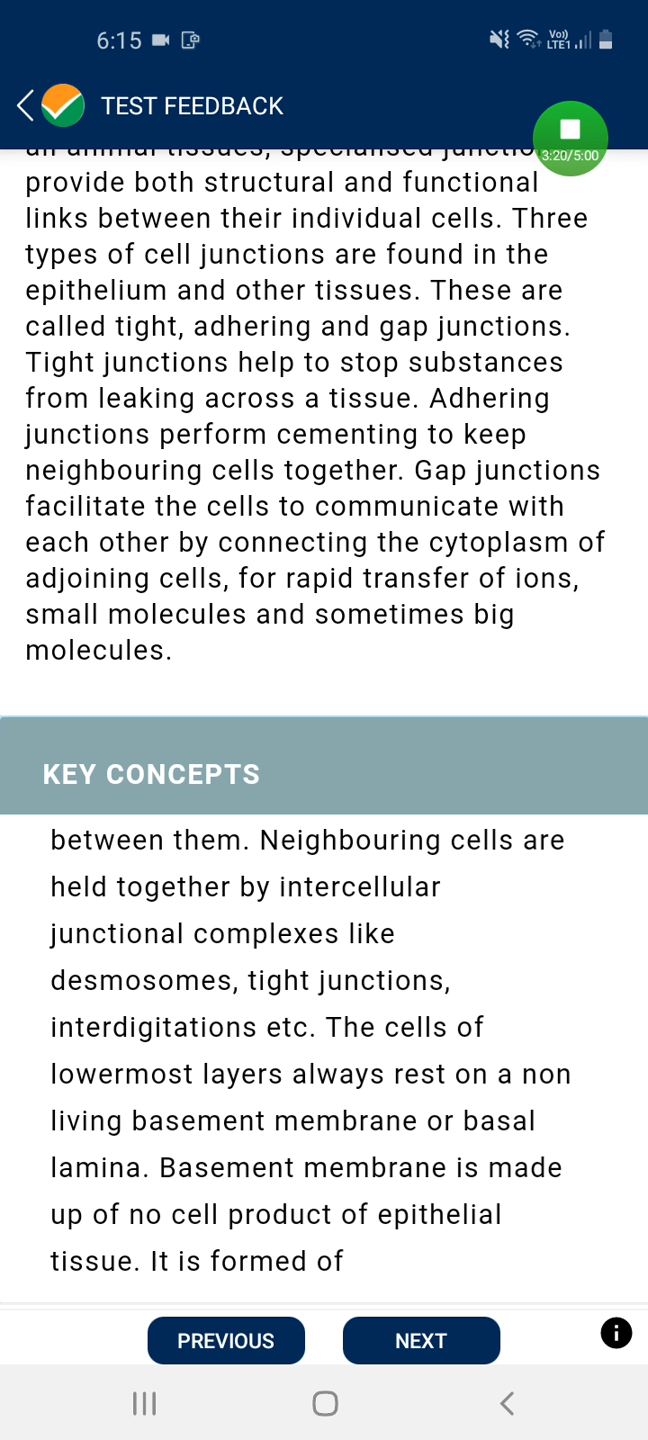 6:15
Vo))
LTE1
TEST FEEDBACK
3:20/5:00
all animal tissues, specialised
provide both structural and functional
links between their individual cells. Three
types of cell junctions are found in the
epithelium and other tissues. These are
called tight, adhering and gap junctions.
Tight junctions help to stop substances
from leaking across a tissue. Adhering
junctions perform cementing to keep
neighbouring cells together. Gap junctions
facilitate the cells to communicate with
each other by connecting the cytoplasm of
adjoining cells, for rapid transfer of ions,
small molecules and sometimes big
molecules.
KEY CONCEPTS
between them. Neighbouring cells are
held together by intercellular
junctional complexes like
desmosomes, tight junctions,
interdigitations etc. The cells of
lowermost layers always rest on a non
living basement membrane or basal
lamina. Basement membrane is made
up of no cell product of epithelial
tissue. It is formed of
PREVIOUS
NEXT